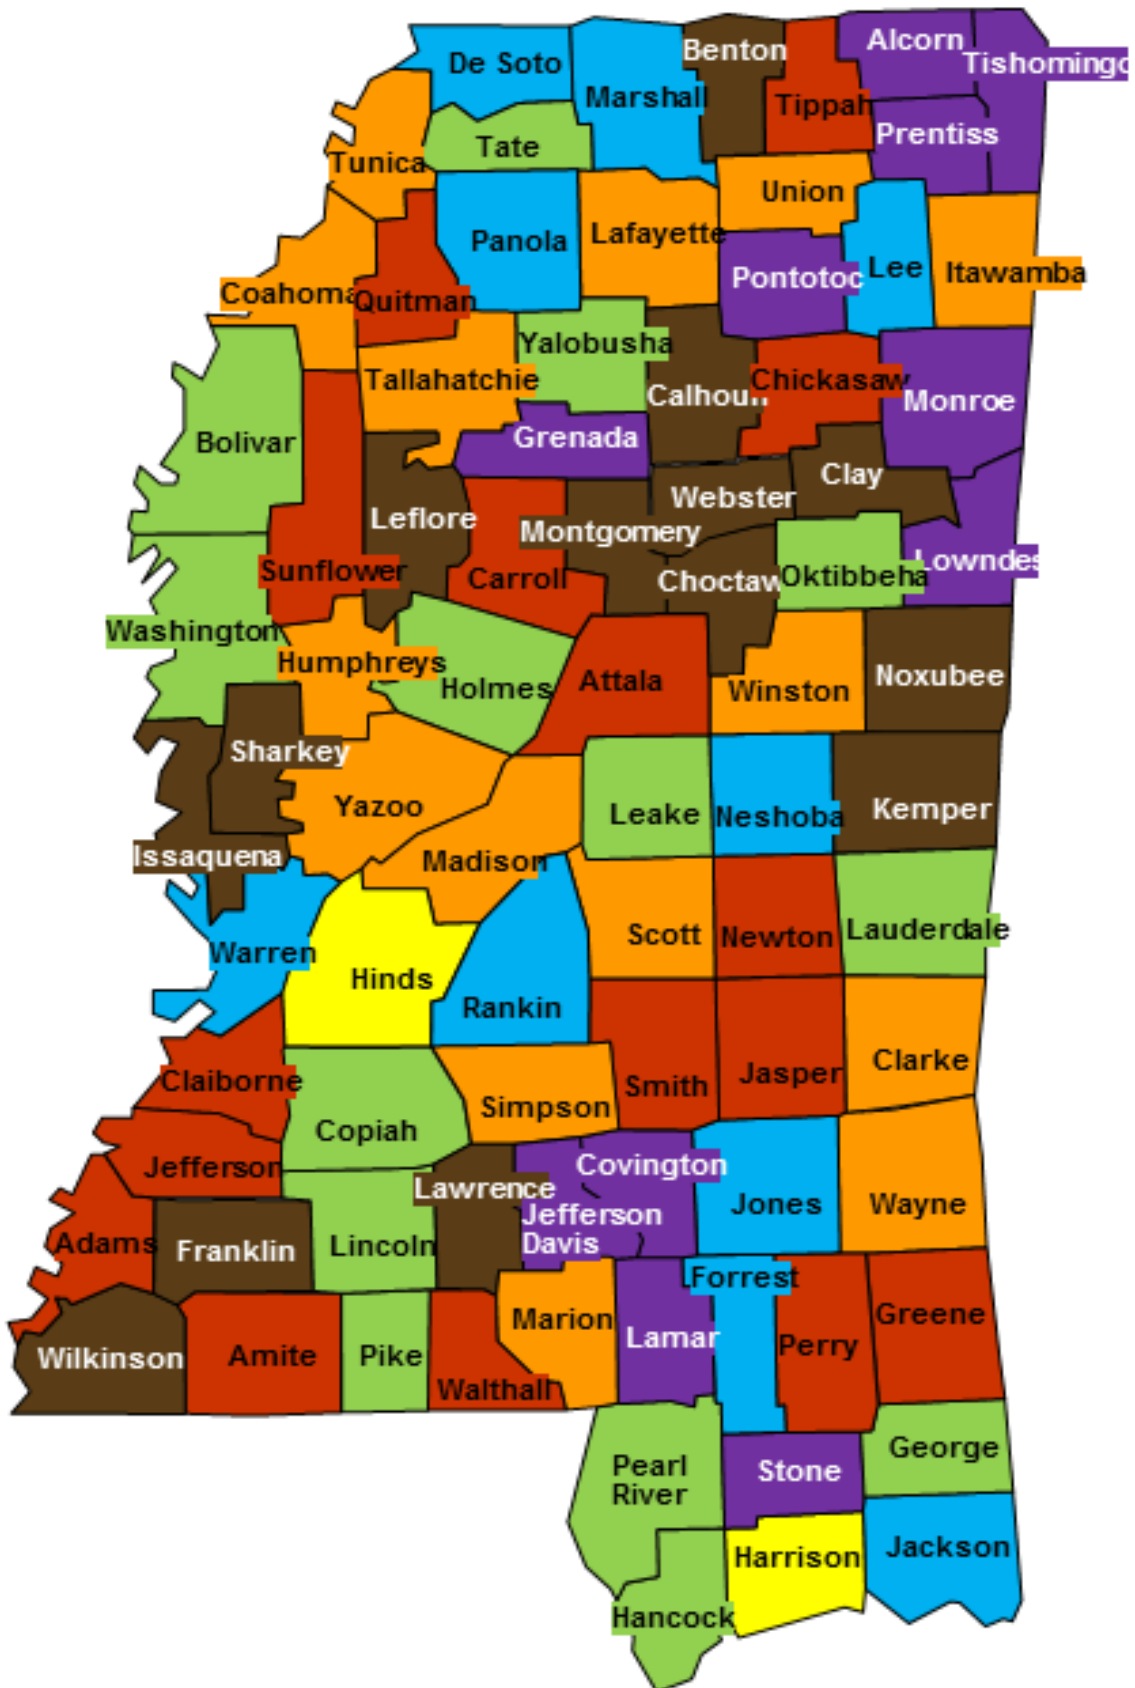 De Soto
Marshall
Benton
Tippah
Alcorn
Tishomingo
Prentiss
Tate
Tunica
Union
Panola
Lafayette
Pontotoc
Lee
Itawamba
Coahoma
Quitman
Yalobusha
Tallahatchie
Calhoun
Chickasaw
Monroe
Bolivar
Grenada
Clay
Webster
Leflore
Montgomery
Sunflower
Carroll
Choctaw
Oktibbeha
Lowndes
Washington
Humphreys
Holmes
Attala
Winston
Noxubee
Sharkey
Yazoo
Leake
Neshoba
Kemper
Issaquena
Madison
Warren
Hinds
Rankin
Scott
Newton
Lauderdale
Claiborne
Copiah
Simpson
Smith
Jasper
Clarke
Jefferson
Lawrence
Covington
Jefferson
Davis
Jones
Wayne
Adams
Franklin
Lincoln
Forrest
Marion
Lamar
Perry
Greene
Wilkinson
Amite
Pike
Walthall
Pearl
River
Stone
George
Harrison
Jackson
Hancock